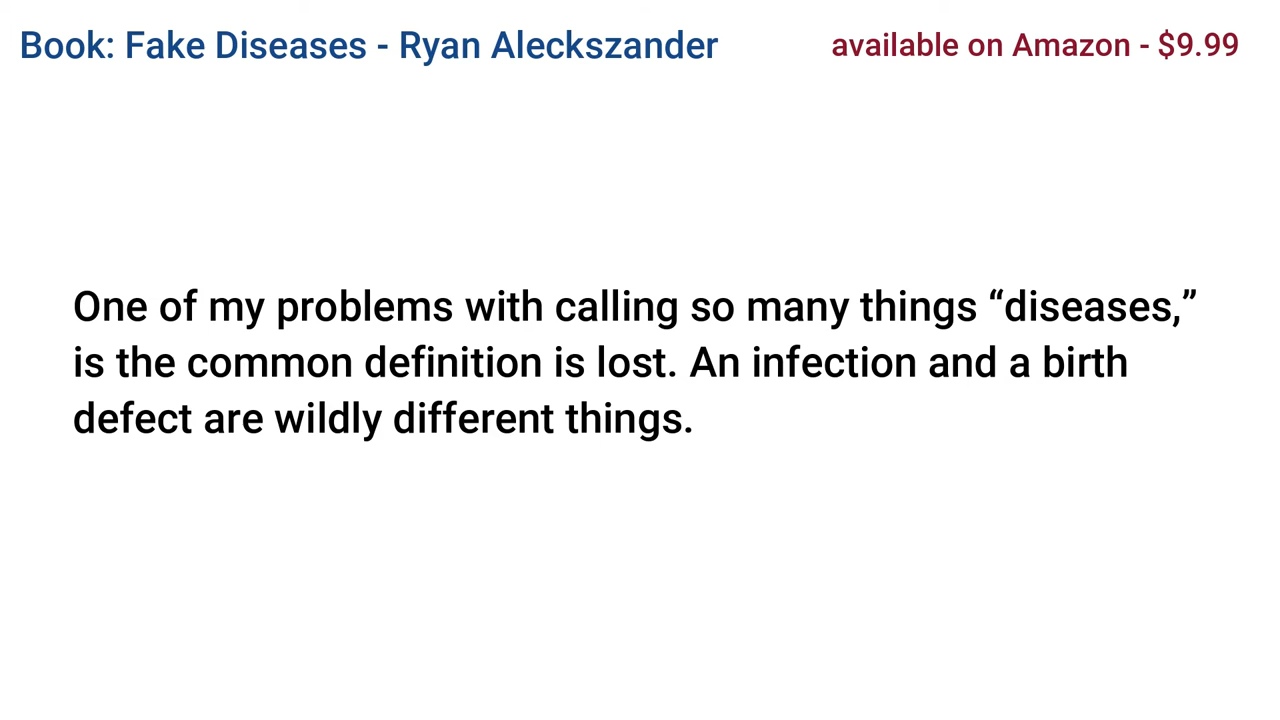 Book: Fake Diseases - Ryan Aleckszander
available on Amazon - $9.99
One of my problems with calling so many things “diseases,”
is the common definition is lost. An infection and a birth
defect are wildly different things.